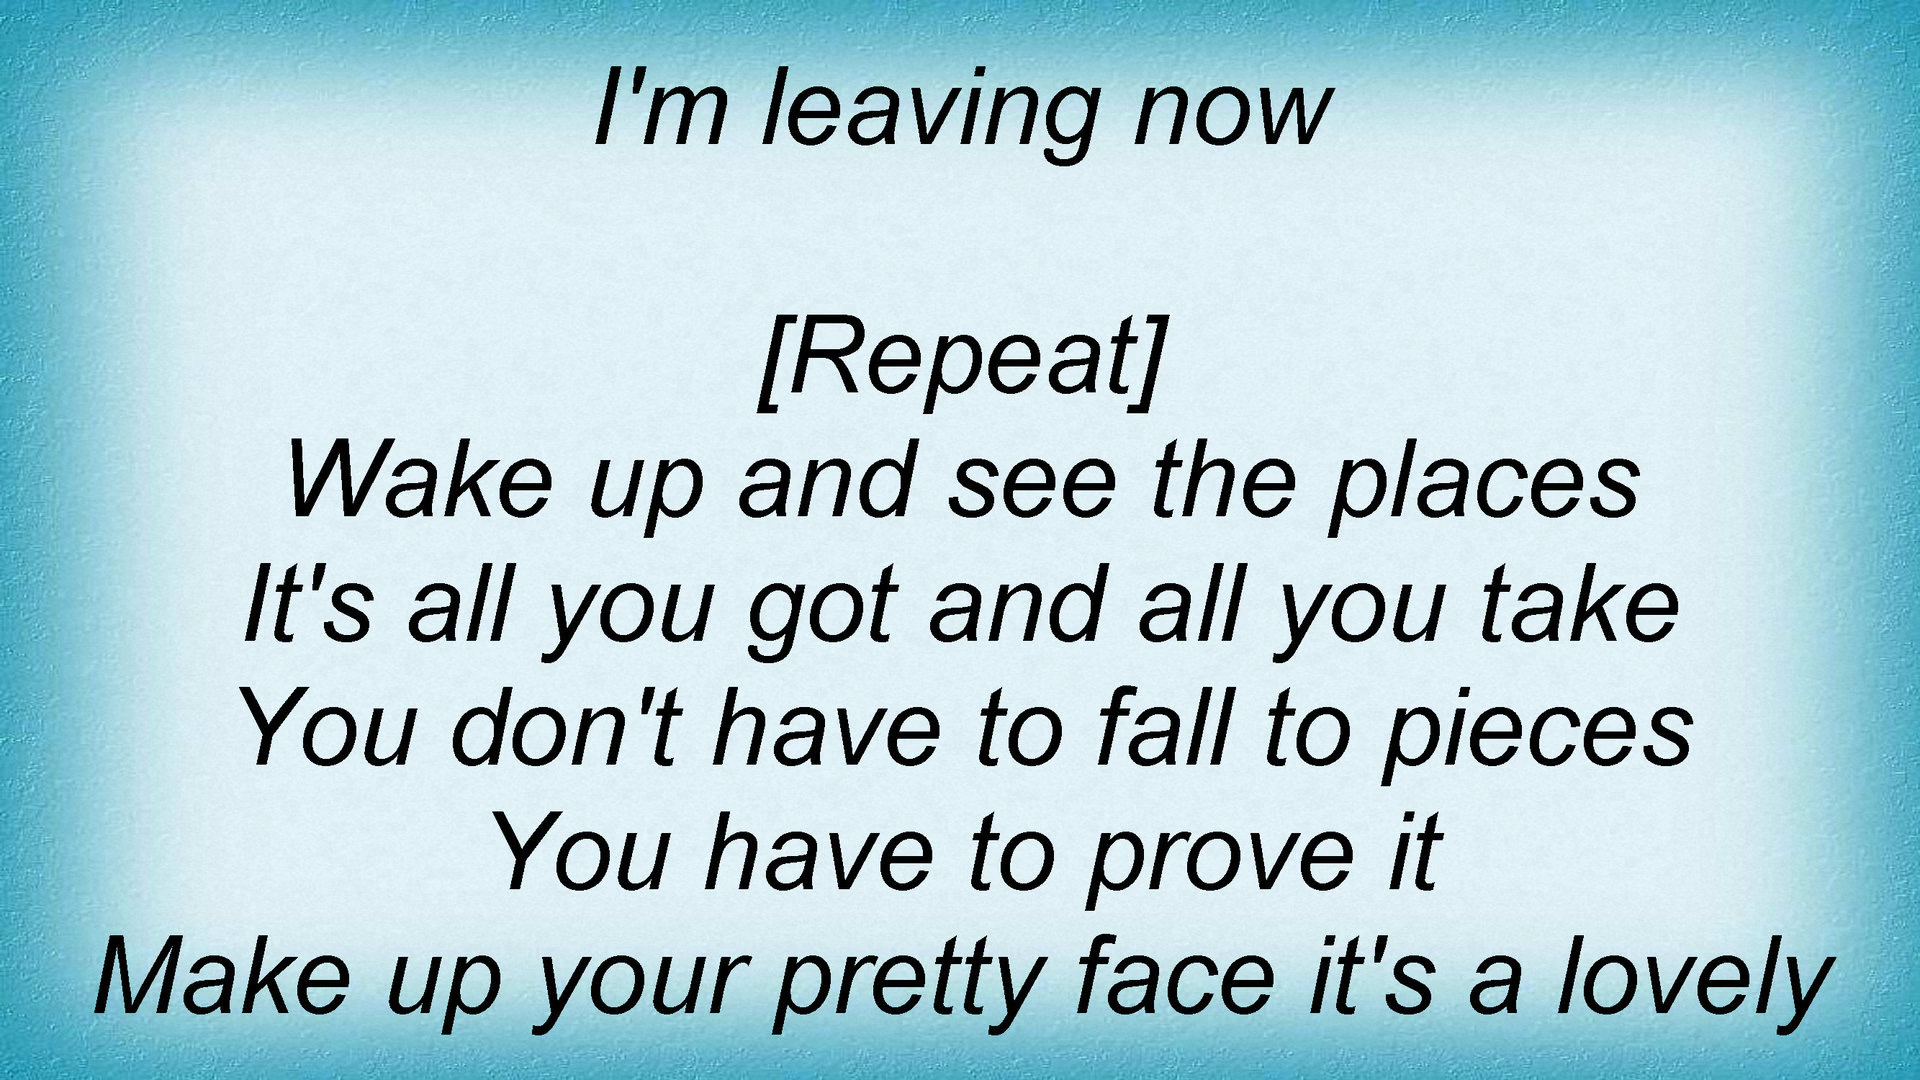 I'm leaving now
[Repeat]
Wake up and see the places
It's all you got and all you take
You don't have to fall to pieces
You have to prove it
Make up your pretty face it's a lovely